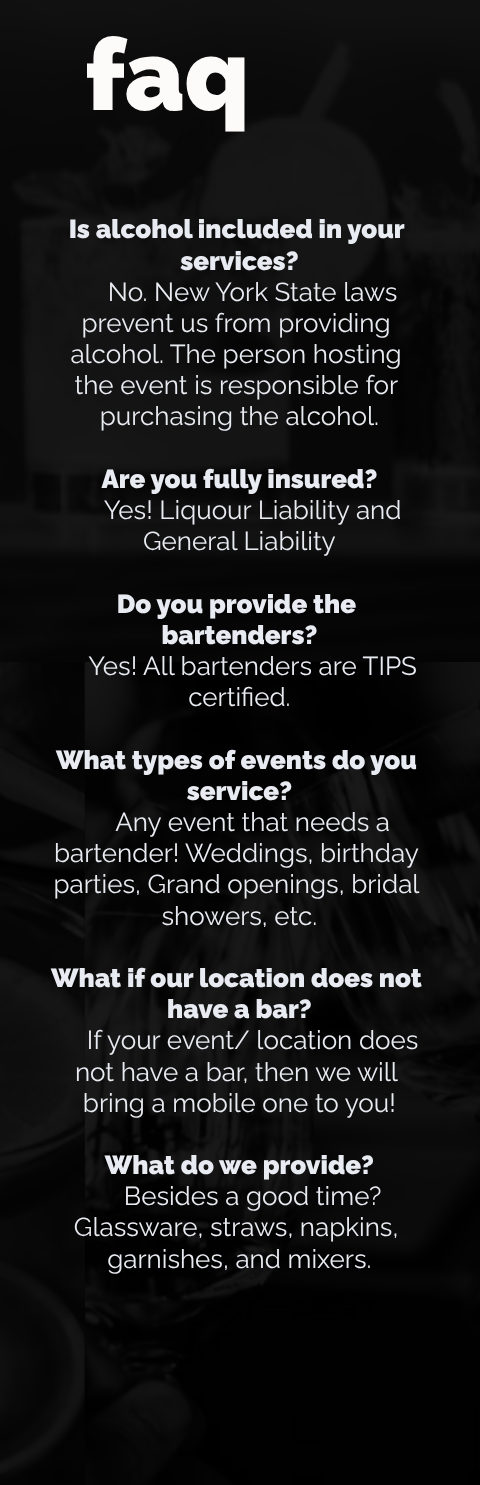 faq
Is alcohol included in your
services?
No. New York State laws
prevent us from providing
alcohol. The person hosting
the event is responsible for
purchasing the alcohol.
Are you fully insured?
Yes! Liquour Liability and
General Liability
Do you provide the
bartenders?
Yes! All bartenders are TIPS
certified.
What types of events do you
service?
Any event that needs a
bartender! Weddings, birthday
parties, Grand openings, bridal
showers, etc.
What if our location does not
have a bar?
If your event/ location does
not have a bar, then we will
bring a mobile one to you!
What do we provide?
Besides a good time?
Glassware, straws, napkins,
garnishes, and mixers.